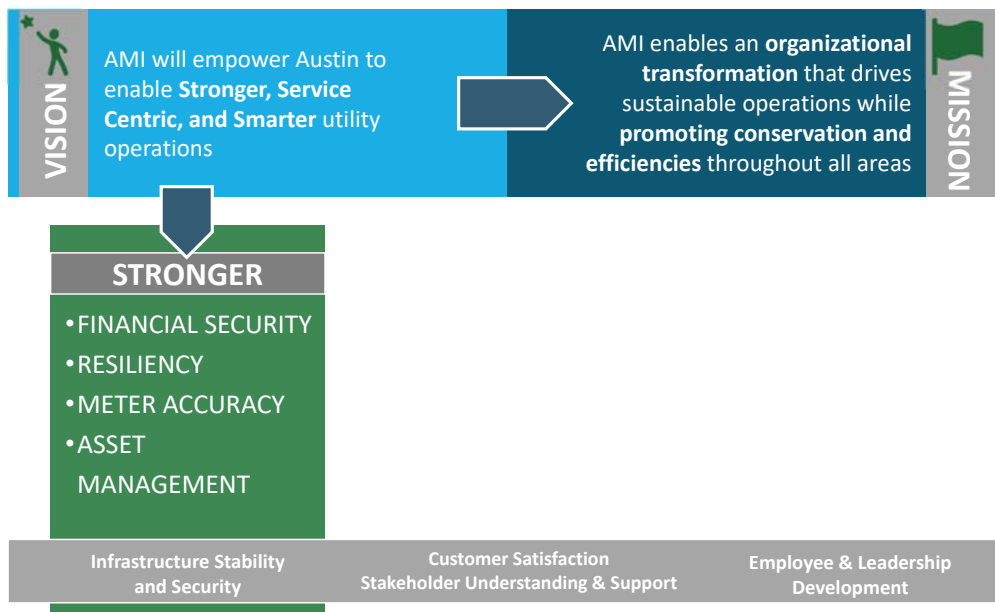 VISION
AMI will empower Austin to
enable Stronger, Service
Centric, and Smarter utility
operations
AMI enables an organizational
transformation that drives
sustainable operations while
promoting conservation and
efficiencies throughout all areas
MISSION
STRONGER
•FINANCIAL SECURITY
•RESILIENCY
•METER ACCURACY
•ASSET
MANAGEMENT
Infrastructure Stability
and Security
Customer Satisfaction
Stakeholder Understanding & Support
Employee & Leadership
Development